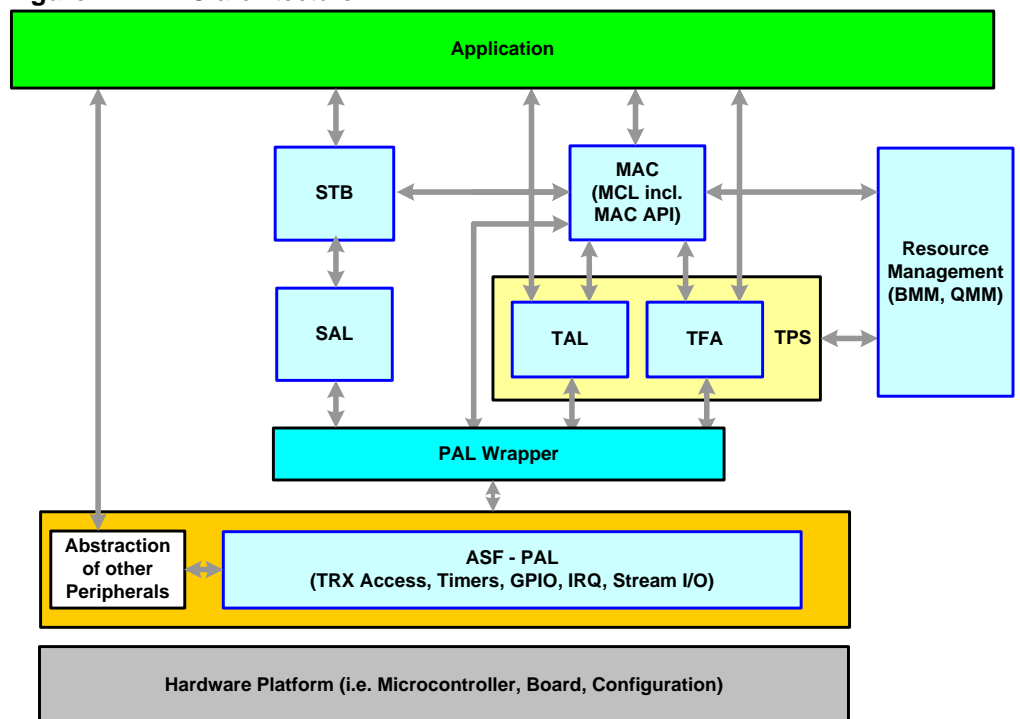 Application
STB
MAC
(MCL incl.
MAC API)
Resource
Management
(BMM, QMM)
SAL
TAL
TFA
TPS
PAL Wrapper
Abstraction
of other
Peripherals
ASF - PAL
(TRX Access, Timers, GPIO, IRQ, Stream I/O)
Hardware Platform (i.e. Microcontroller, Board, Configuration)